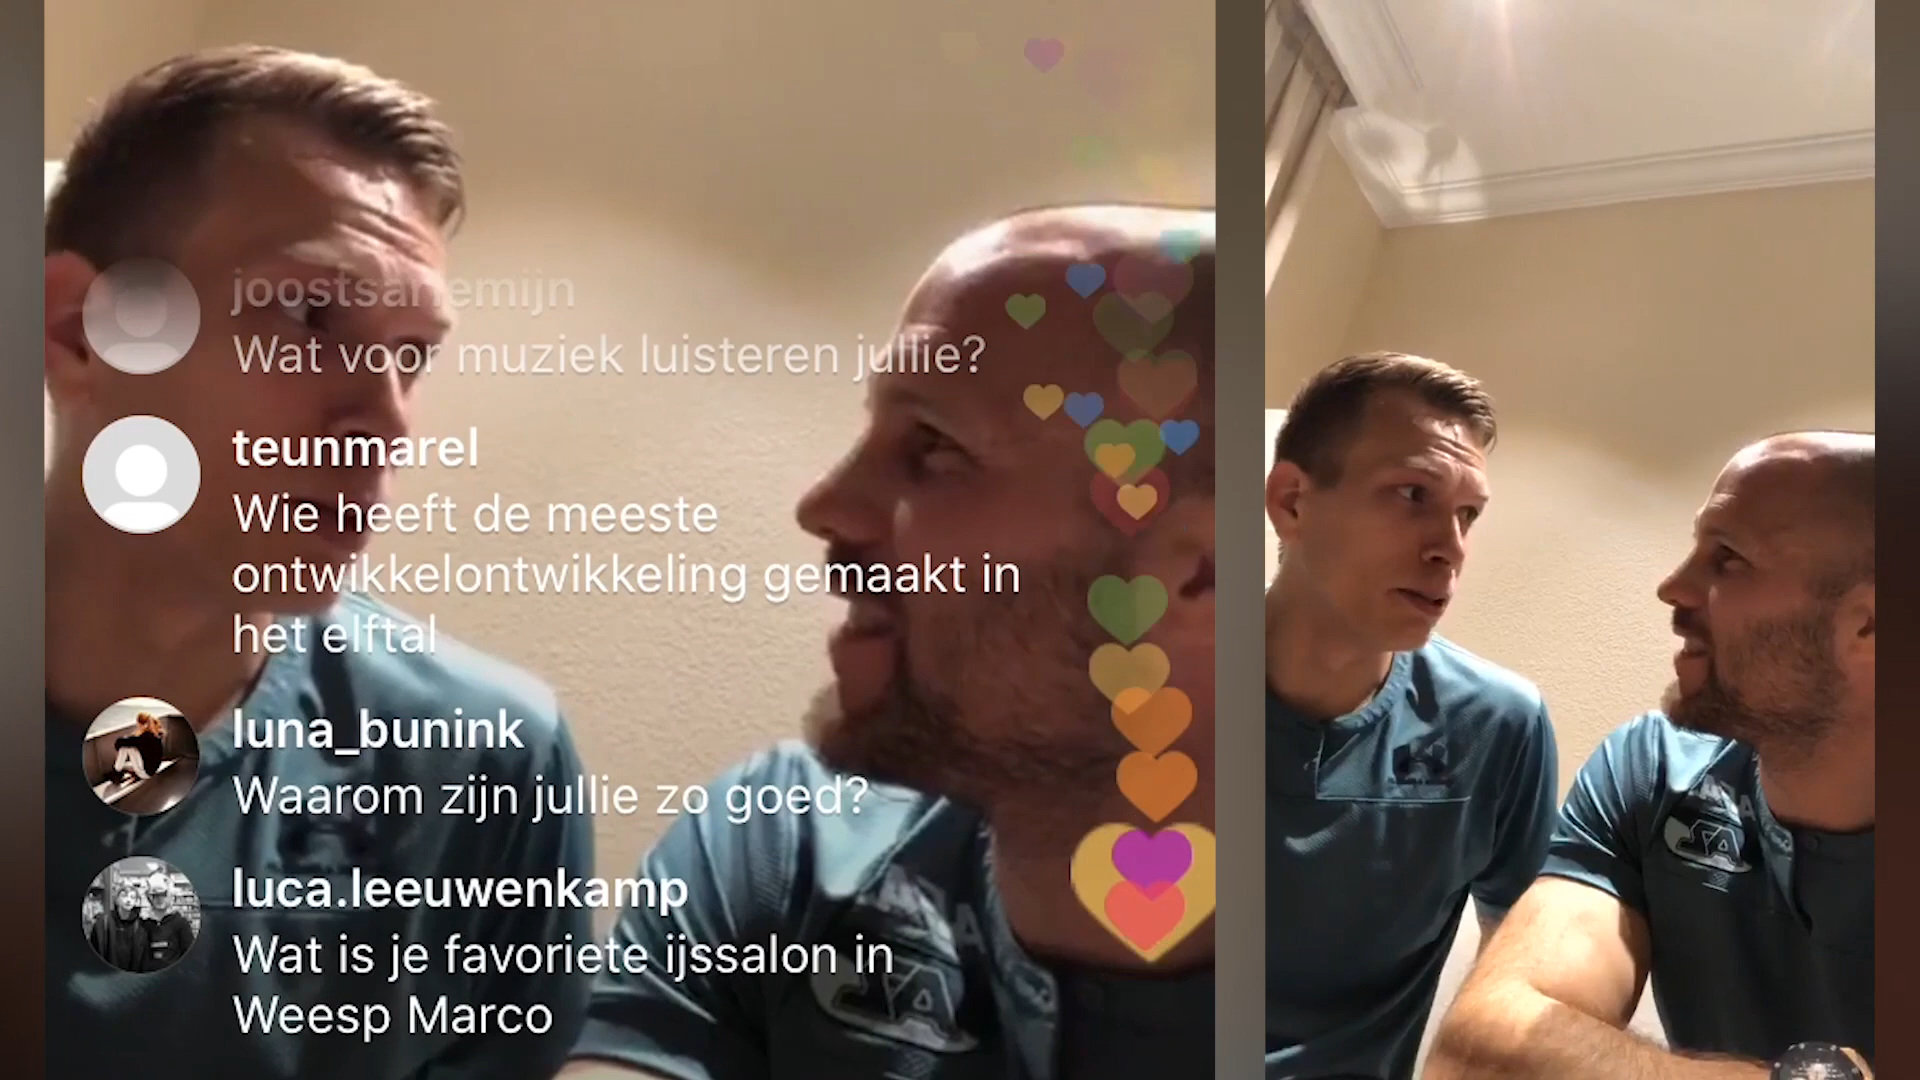 Wat voor muziek luisteren jullie?
teunmarel
Wie heeft de meeste
ontwikkelontwikkeling gemaakt in
het elftal
luna_bunink
Waarom zijn jullie zo goed?
luca.leeuwenkamp
Wat is je favoriete ijssalon in
Weesp Marco